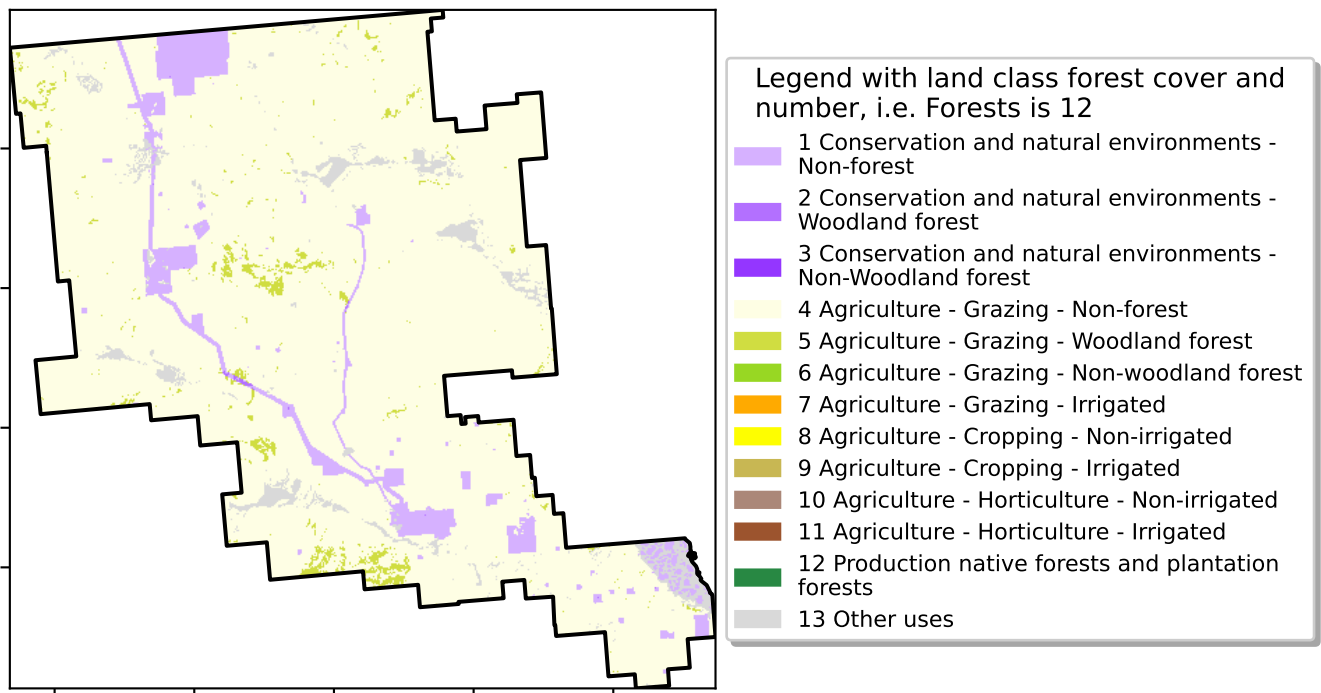 Legend with land class forest cover and
number, i.e. Forests is 12
1 Conservation and natural environments -
Non-forest
2 Conservation and natural environments -
Woodland forest
3 Conservation and natural environments -
Non-Woodland forest
4 Agriculture - Grazing - Non-forest
5 Agriculture - Grazing - Woodland forest
6 Agriculture - Grazing - Non-woodland forest
7 Agriculture - Grazing - Irrigated
8 Agriculture - Cropping - Non-irrigated
9 Agriculture - Cropping - Irrigated
10 Agriculture - Horticulture - Non-irrigated
11 Agriculture - Horticulture - Irrigated
12 Production native forests and plantation
forests
13 Other uses